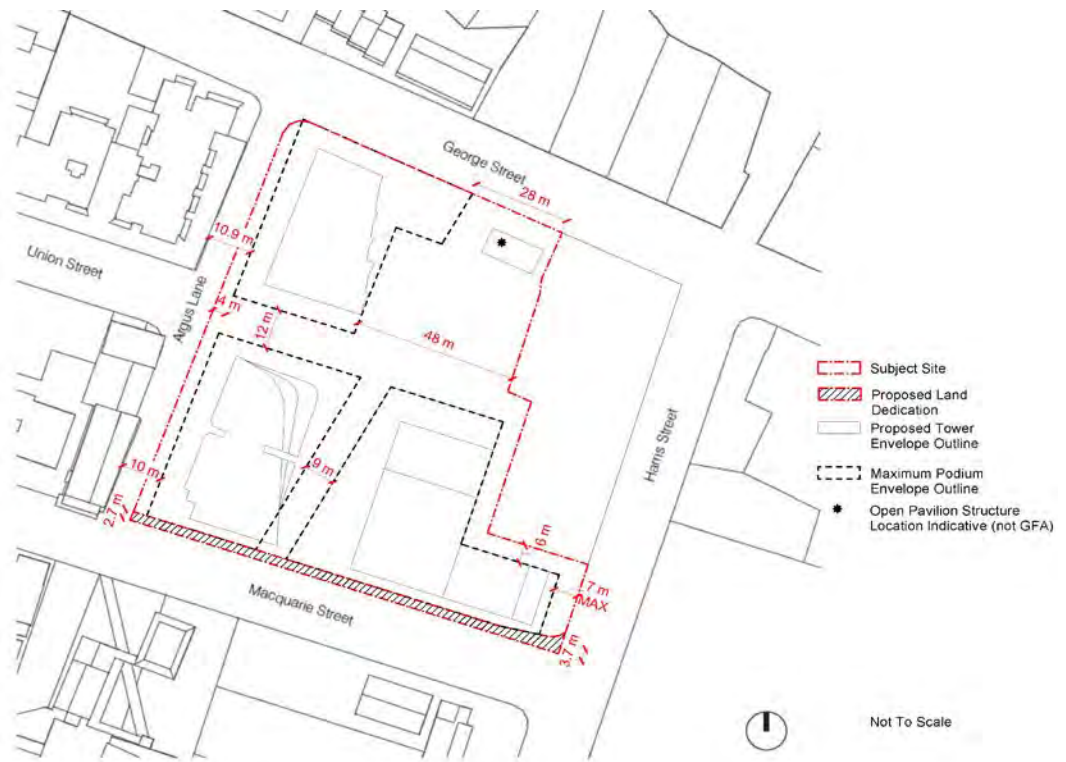 George Street
28 m
10.9 m
Union Street
Argus Lane
4 m
12 m
48 m
Harris Street
10 m
9 m
2.7 m
6 m
7 m
MAX
Macquarie Street
3.7 m
Subject Site
Proposed Land
Dedication
Proposed Tower
Envelope Outline
Maximum Podium
Envelope Outline
Open Pavilion Structure
Location Indicative (not GFA)
Not To Scale